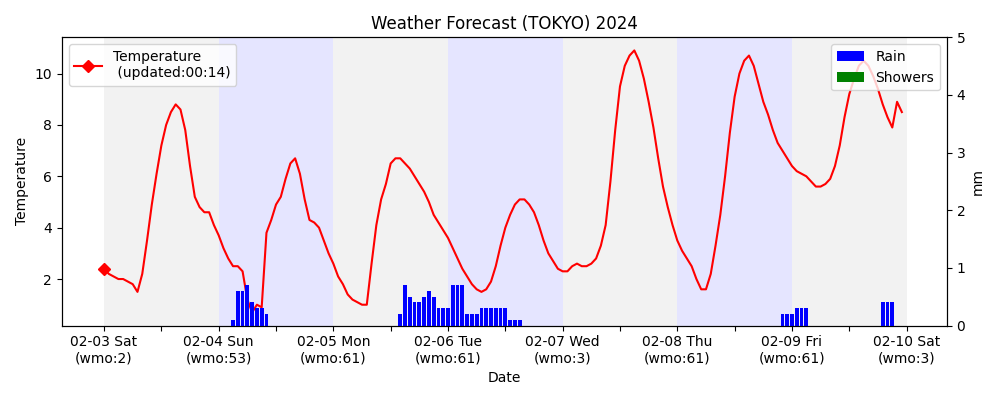 Weather Forecast (TOKYO) 2024
Temperature
(updated:00:14)
Rain
Showers
10
8
6
4
2
Temperature
5
4
3
2
1
0
mm
02-03 Sat
(wmo:2)
02-04 Sun
(wmo:53)
02-05 Mon
(wmo:61)
02-06 Tue
(wmo:61)
02-07 Wed
(wmo:3)
02-08 Thu
(wmo:61)
02-09 Fri
(wmo:61)
02-10 Sat
(wmo:3)
Date